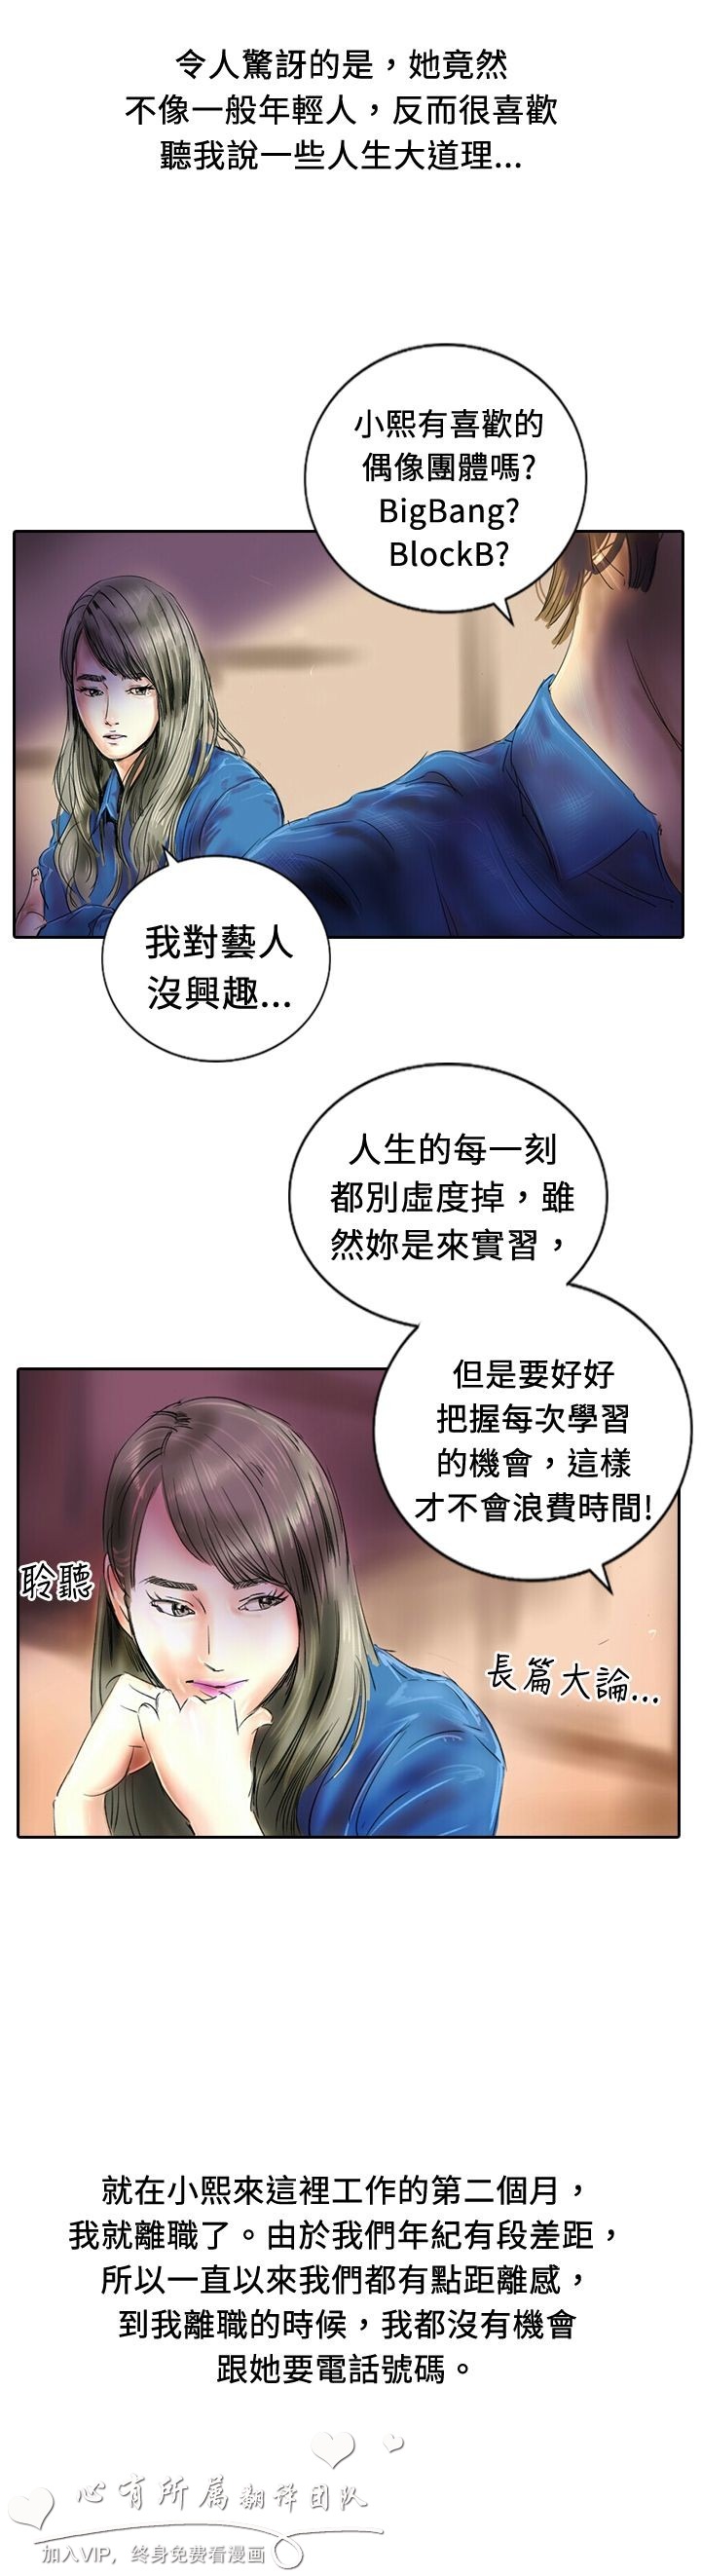 令人驚訝的是，她竟然
不像一般年輕人，反而很喜歡
聽我說一些人生大道理...
小熙有喜歡的
偶像團體嗎?
BigBang?
BlockB?
我對藝人
沒興趣...
人生的每一刻
都別虛度掉，雖
然妳是來實習，
但是要好好
把握每次學習
的機會，這樣
才不會浪費時間!
聆聽
長篇大論...
就在小熙來這裡工作的第二個月，
我就離職了。由於我們年紀有段差距，
所以一直以來我們都有點距離感，
到我離職的時候，我都沒有機會
跟她要電話號碼。
心有所属翻译团队
加入VIP，终身免费看漫画